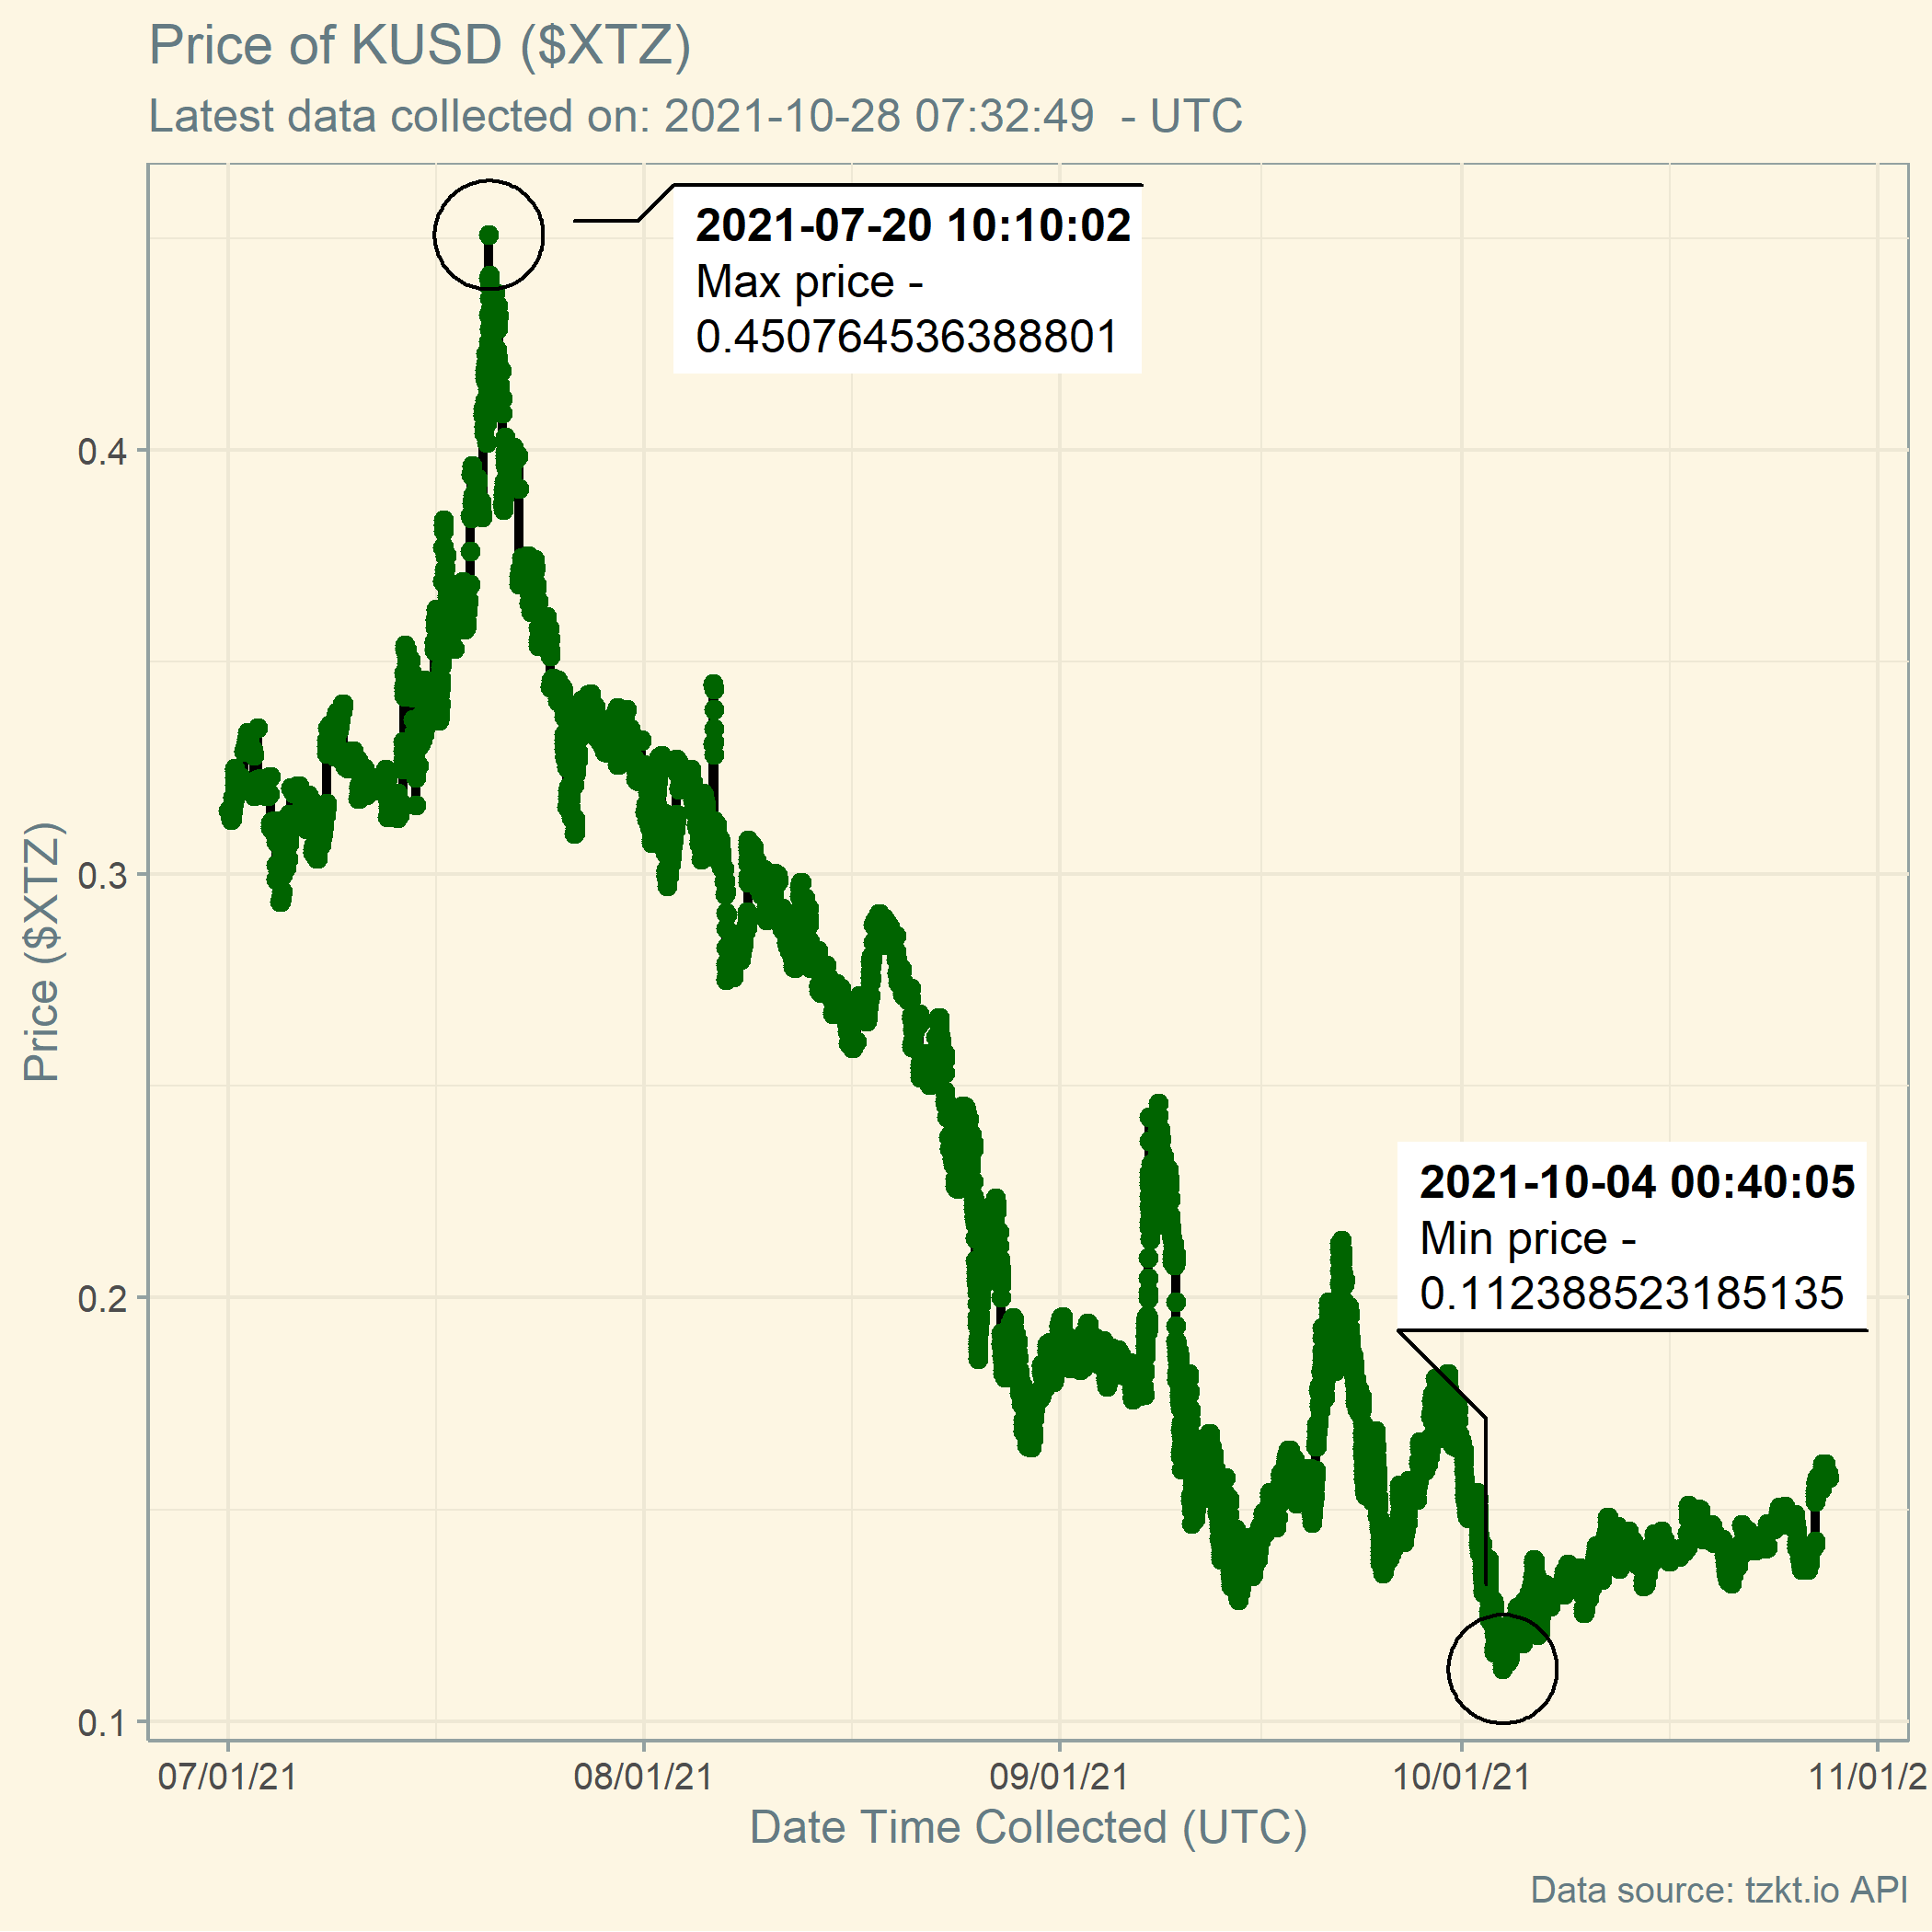 Price of KUSD ($XTZ)
Latest data collected on: 2021-10-28 07:32:49  - UTC
2021-07-20 10:10:02
Max price -
0.450764536388801
0.4
0.3
0.2
0.1
Price ($XTZ)
2021-10-04 00:40:05
Min price -
0.112388523185135
07/01/21
08/01/21
09/01/21
10/01/21
11/01/2
Date Time Collected (UTC)
Data source: tzkt.io API